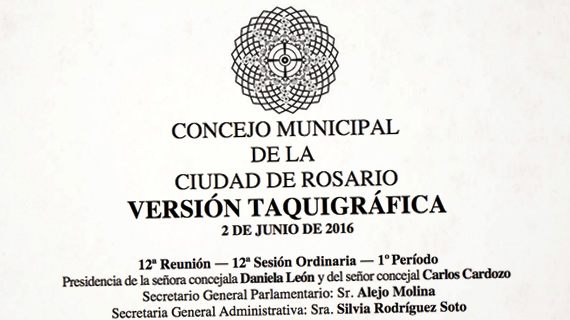 CONCEJO MUNICIPAL
DE LA
CIUDAD DE ROSARIO
VERSIÓN TAQUIGRÁFICA
2 DE JUNIO DE 2016
12ª Reunión — 12ª Sesión Ordinaria — 1º Período
Presidencia de la señora concejala Daniela León y del señor concejal Carlos Cardozo
Secretario General Parlamentario: Sr. Alejo Molina
Secretaria General Administrativa: Sra. Silvia Rodríguez Soto